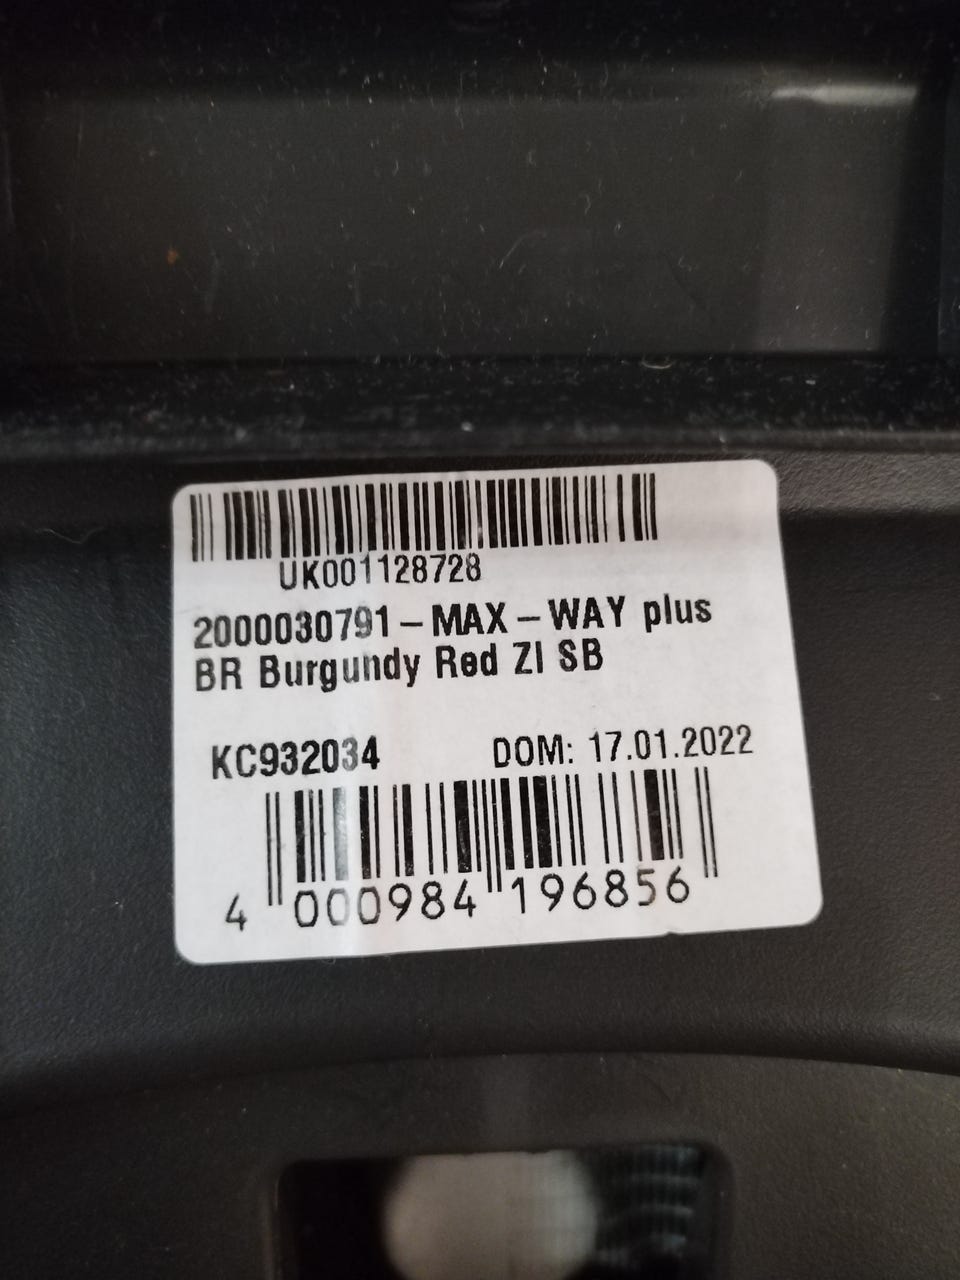 UK001128728
2000030791-MAX-WAY plus
BR Burgundy Red ZI SB
KC932034 DOM: 17.01.2022
4 000984 196856